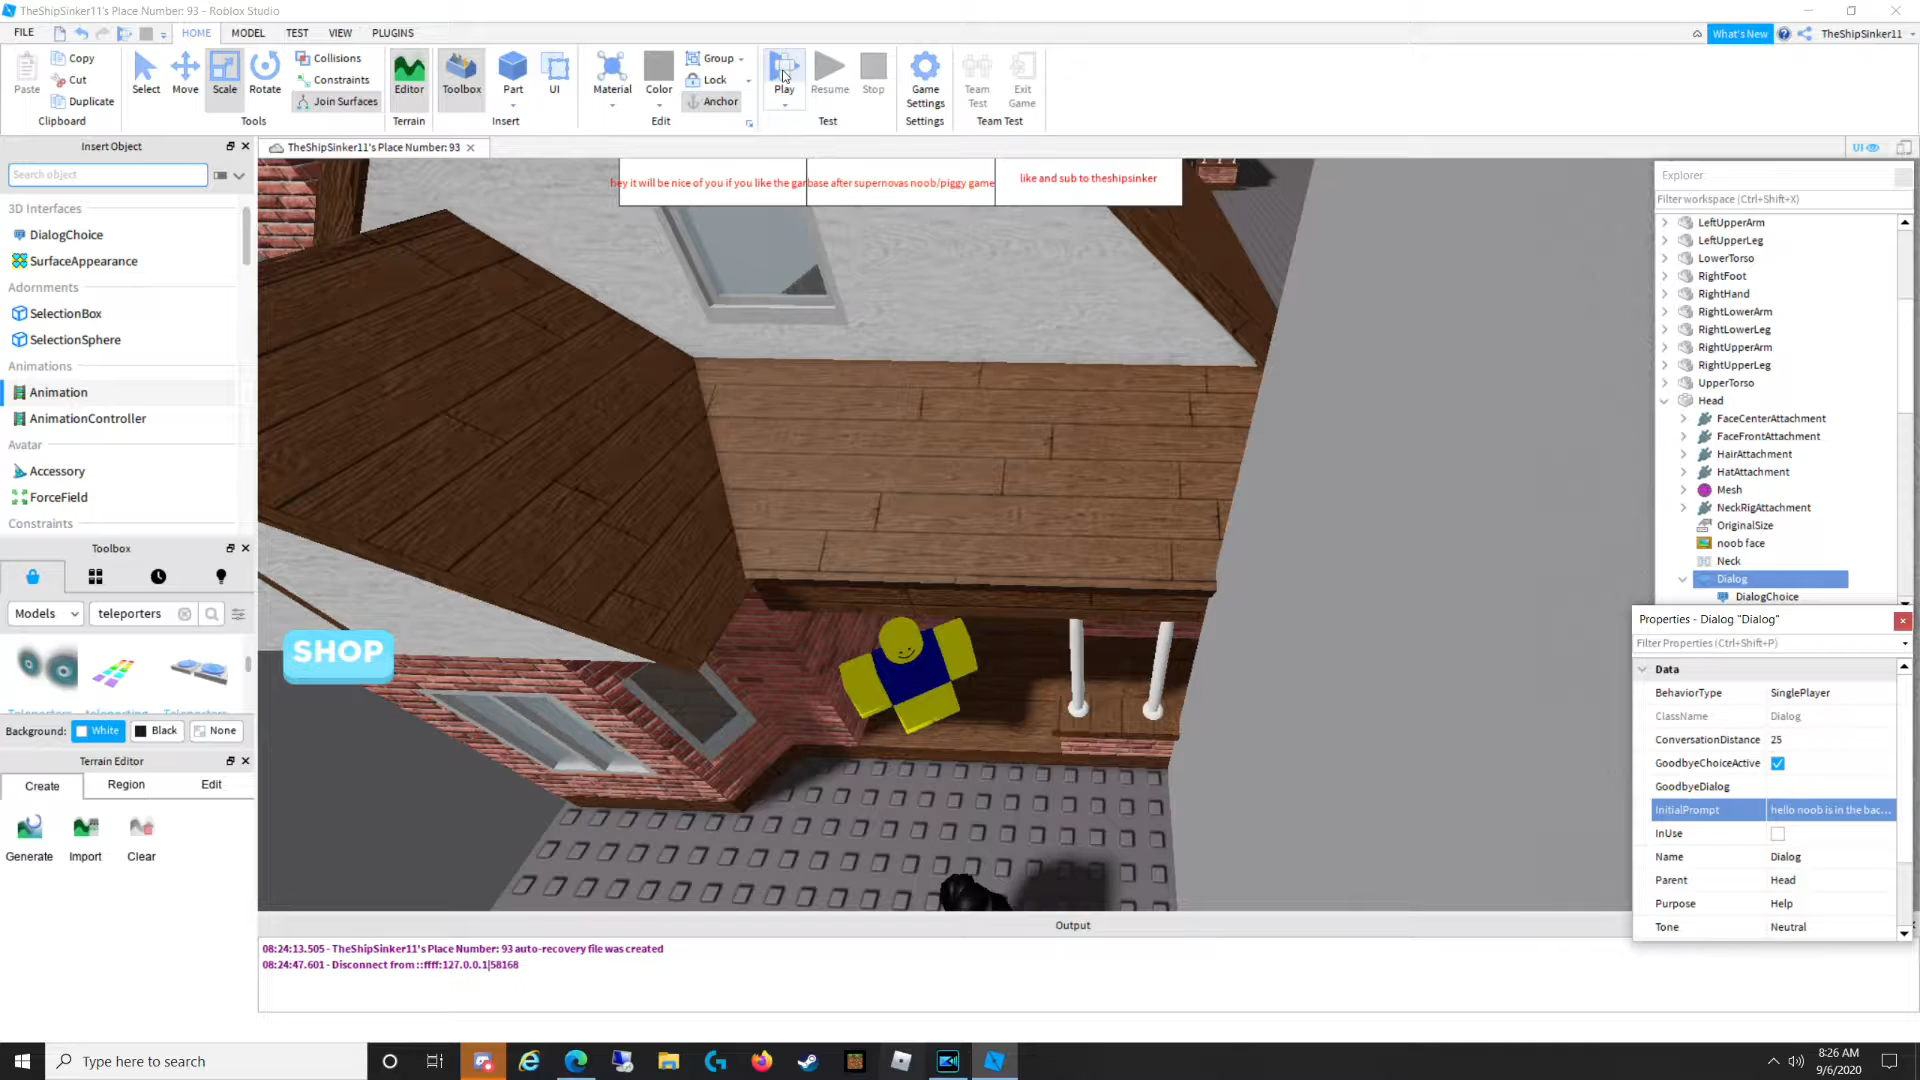 TheShipSinker11's Place Number: 93 - Roblox Studio
FILE HOME MODEL TEST VIEW PLUGINS What's New TheShipSinker11
Paste Copy Cut Duplicate Clipboard
Select Move Scale Rotate Tools
Collisions Constraints Join Surfaces
Editor Terrain
Toolbox Part UI Insert
Material Color Group Lock Anchor Edit
Play Resume Stop Test
Game Settings Settings
Team Test Exit Game Team Test
Insert Object
TheShipSinker11's Place Number: 93
UI
Search object
3D Interfaces
DialogChoice
SurfaceAppearance
Adornments
SelectionBox
SelectionSphere
Animations
Animation
AnimationController
Avatar
Accessory
ForceField
Constraints
Toolbox
Models teleporters
Background: White Black None
Terrain Editor
Create Region Edit
Generate Import Clear
hey it will be nice of you if you like the gar
base after supernovas noob/piggy game
like and sub to theshipsinker
SHOP
Explorer
Filter workspace (Ctrl+Shift+X)
LeftUpperArm
LeftUpperLeg
LowerTorso
RightFoot
RightHand
RightLowerArm
RightLowerLeg
RightUpperArm
RightUpperLeg
UpperTorso
Head
FaceCenterAttachment
FaceFrontAttachment
HairAttachment
HatAttachment
Mesh
NeckRigAttachment
OriginalSize
noob face
Neck
Dialog
DialogChoice
Properties - Dialog "Dialog"
Filter Properties (Ctrl+Shift+P)
Data
BehaviorType SinglePlayer
ClassName Dialog
ConversationDistance 25
GoodbyeChoiceActive
GoodbyeDialog
InitialPrompt hello noob is in the bac...
InUse
Name Dialog
Parent Head
Purpose Help
Tone Neutral
Output
08:24:13.505 - TheShipSinker11's Place Number: 93 auto-recovery file was created
08:24:47.601 - Disconnect from ::ffff:127.0.0.1|58168
Type here to search
8:26 AM
9/6/2020